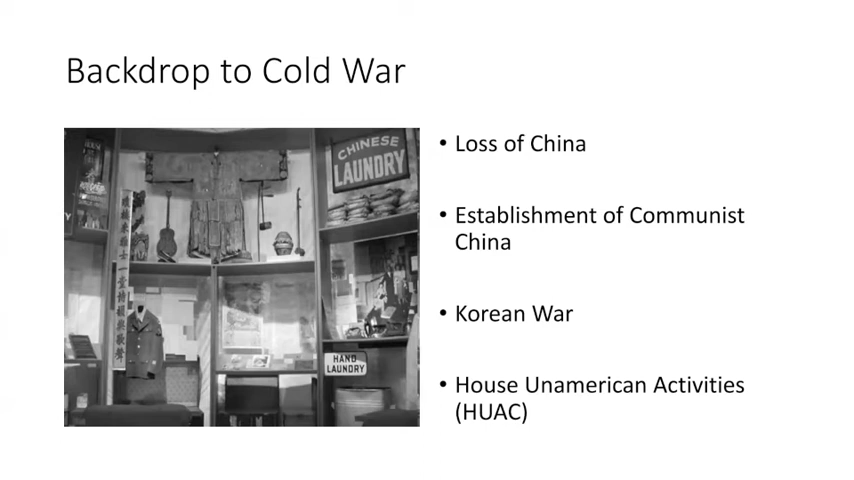 Backdrop to Cold War
CHINESE
LAUNDRY
HAND
LAUNDRY
• Loss of China
• Establishment of Communist
China
• Korean War
• House Unamerican Activities
(HUAC)